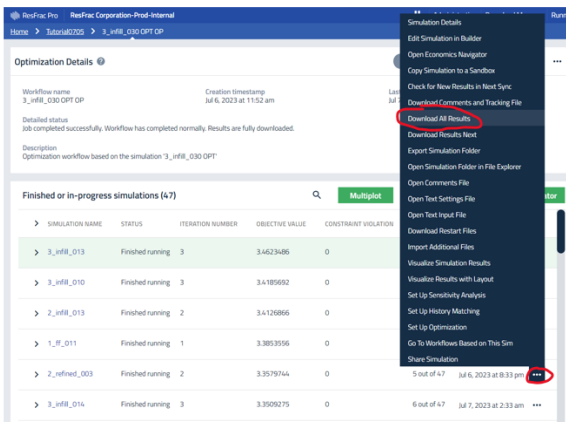 ResFrac Pro ResFrac Corporation-Prod-Internal
Home > Tutorial0705 > 3_infill_030 OPT OP
Optimization Details
Workflow name
3_infill_030 OPT OP
Creation timestamp
Jul 6, 2023 at 11:52 am
Detailed status
Job completed successfully. Workflow has completed normally. Results are fully downloaded.
Description
Optimization workflow based on the simulation '3_infill_030 OPT'
Finished or in-progress simulations (47)
Multiplot
SIMULATION NAME STATUS ITERATION NUMBER OBJECTIVE VALUE CONSTRAINT VIOLATION
3_infill_013 Finished running 3 3.4623486 0
3_infill_010 Finished running 3 3.4185692 0
2_infill_013 Finished running 2 3.4126866 0
1_ff_011 Finished running 1 3.3853556 0
2_refined_003 Finished running 2 3.3579744 0 5 out of 47 Jul 6, 2023 at 8:33 pm
3_infill_014 Finished running 3 3.3509275 0 6 out of 47 Jul 7, 2023 at 2:33 am
Simulation Details
Edit Simulation in Builder
Open Economics Navigator
Copy Simulation to a Sandbox
Check for New Results in Next Sync
Download Comments and Tracking File
Download All Results
Download Results Next
Export Simulation Folder
Open Simulation Folder in File Explorer
Open Comments File
Open Text Settings File
Open Text Input File
Download Restart Files
Import Additional Files
Visualize Simulation Results
Visualize Results with Layout
Set Up Sensitivity Analysis
Set Up History Matching
Set Up Optimization
Go To Workflows Based on This Sim
Share Simulation